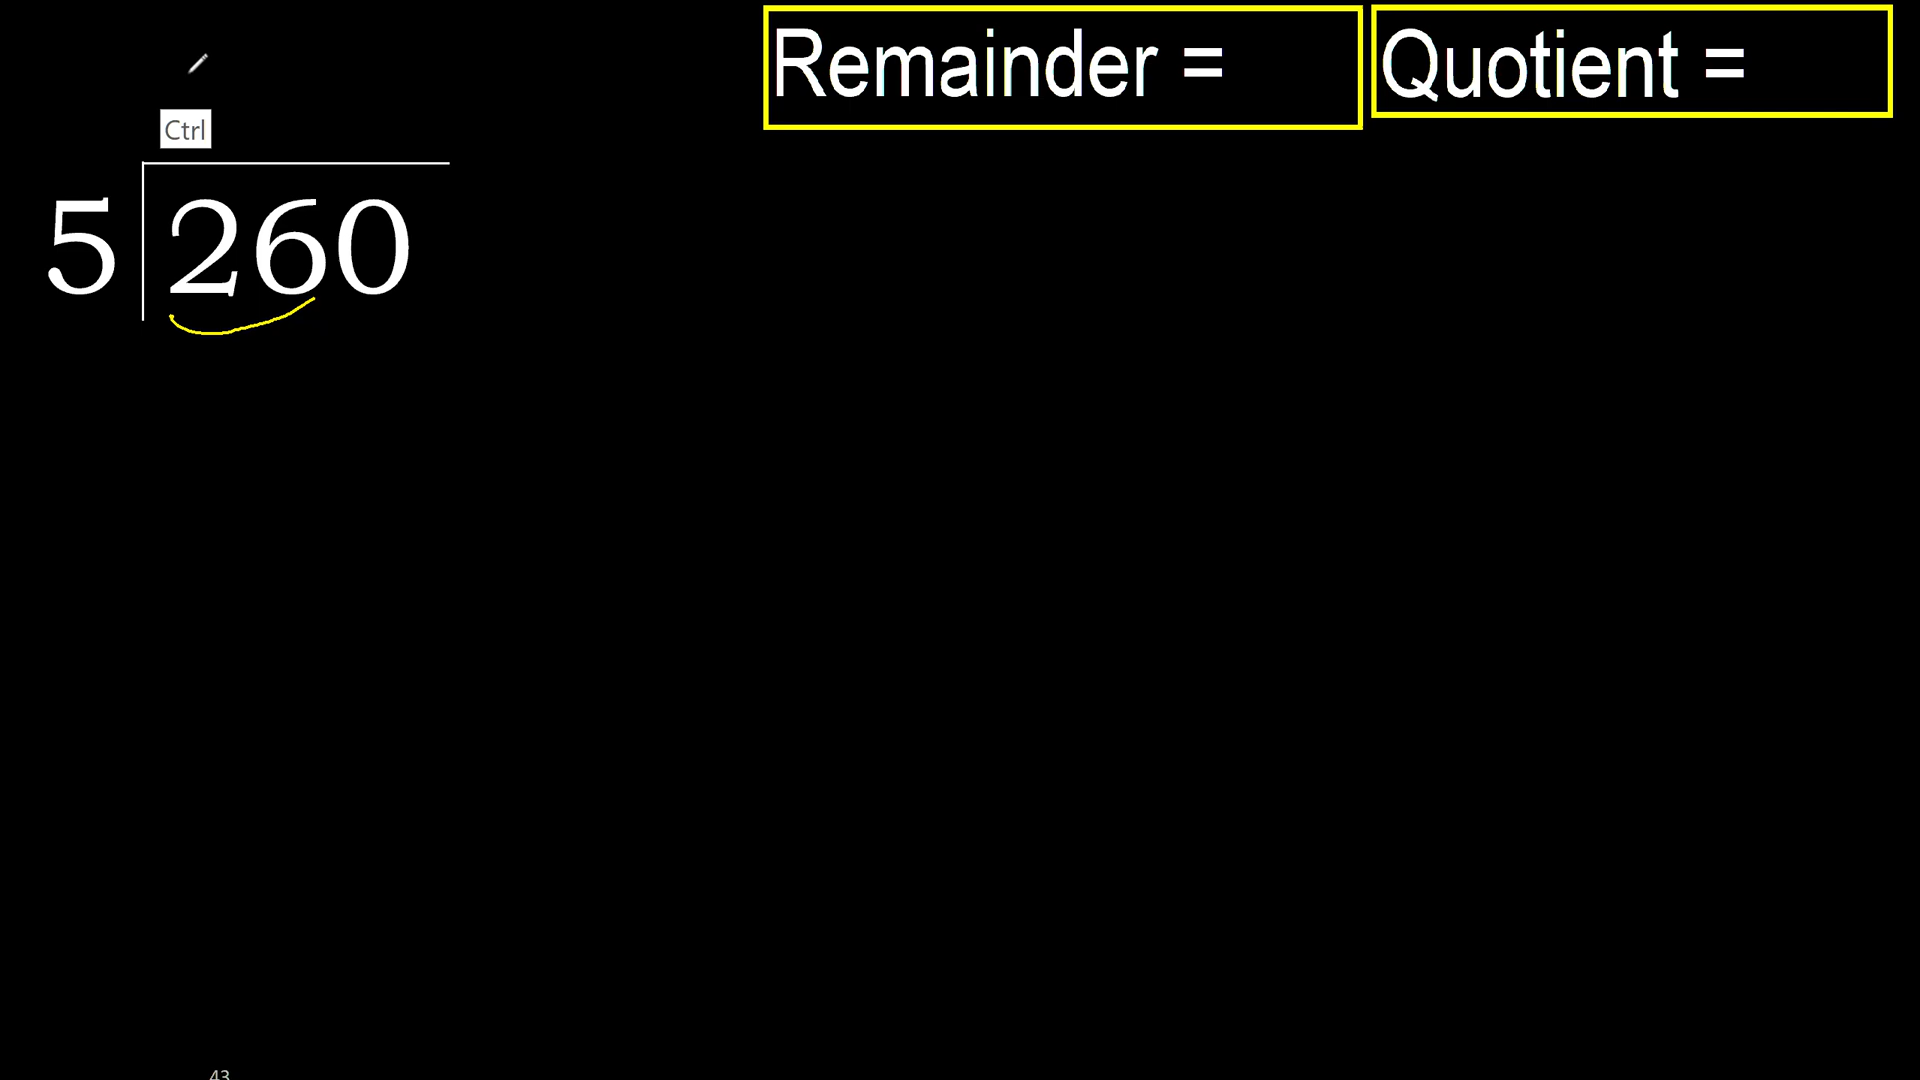 Remainder = Quotient =
Ctrl
5 260
43